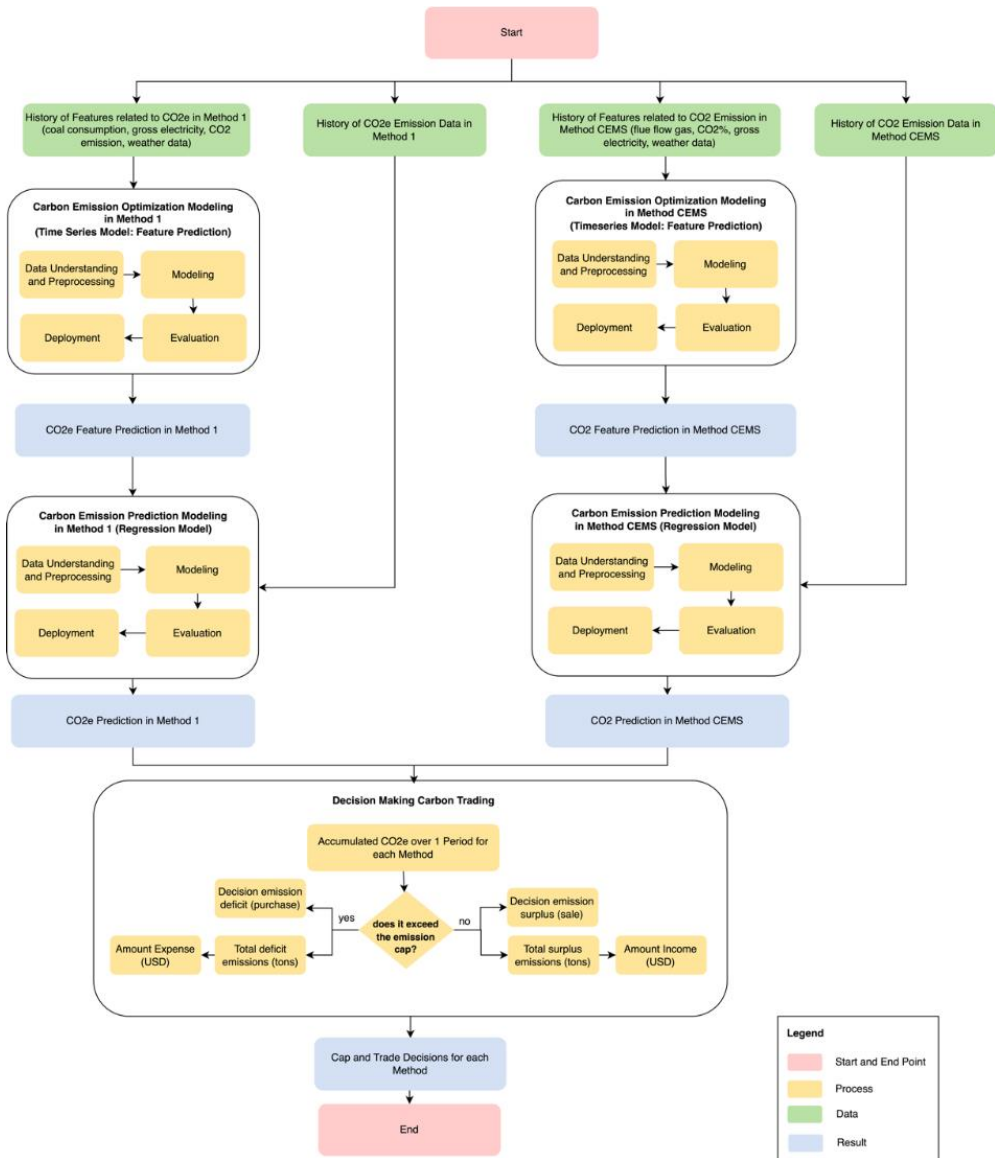 Start
History of Features related to CO2e in Method 1
(coal consumption, gross electricity, CO2
emission, weather data)
History of CO2e Emission Data in
Method 1
History of Features related to CO2 Emission in
Method CEMS (flue flow gas, CO2%, gross
electricity, weather data)
History of CO2 Emission Data in
Method CEMS
Carbon Emission Optimization Modeling
in Method 1
(Time Series Model: Feature Prediction)
Data Understanding
and Preprocessing
Modeling
Deployment
Evaluation
Carbon Emission Optimization Modeling
in Method CEMS
(Timeseries Model: Feature Prediction)
Data Understanding
and Preprocessing
Modeling
Deployment
Evaluation
CO2e Feature Prediction in Method 1
CO2 Feature Prediction in Method CEMS
Carbon Emission Prediction Modeling
in Method 1 (Regression Model)
Data Understanding
and Preprocessing
Modeling
Deployment
Evaluation
Carbon Emission Prediction Modeling
in Method CEMS (Regression Model)
Data Understanding
and Preprocessing
Modeling
Deployment
Evaluation
CO2e Prediction in Method 1
CO2 Prediction in Method CEMS
Decision Making Carbon Trading
Accumulated CO2e over 1 Period for
each Method
Decision emission
deficit (purchase)
yes
does it exceed
the emission
cap?
no
Decision emission
surplus (sale)
Amount Expense
(USD)
Total deficit
emissions (tons)
Total surplus
emissions (tons)
Amount Income
(USD)
Cap and Trade Decisions for each
Method
End
Legend
Start and End Point
Process
Data
Result